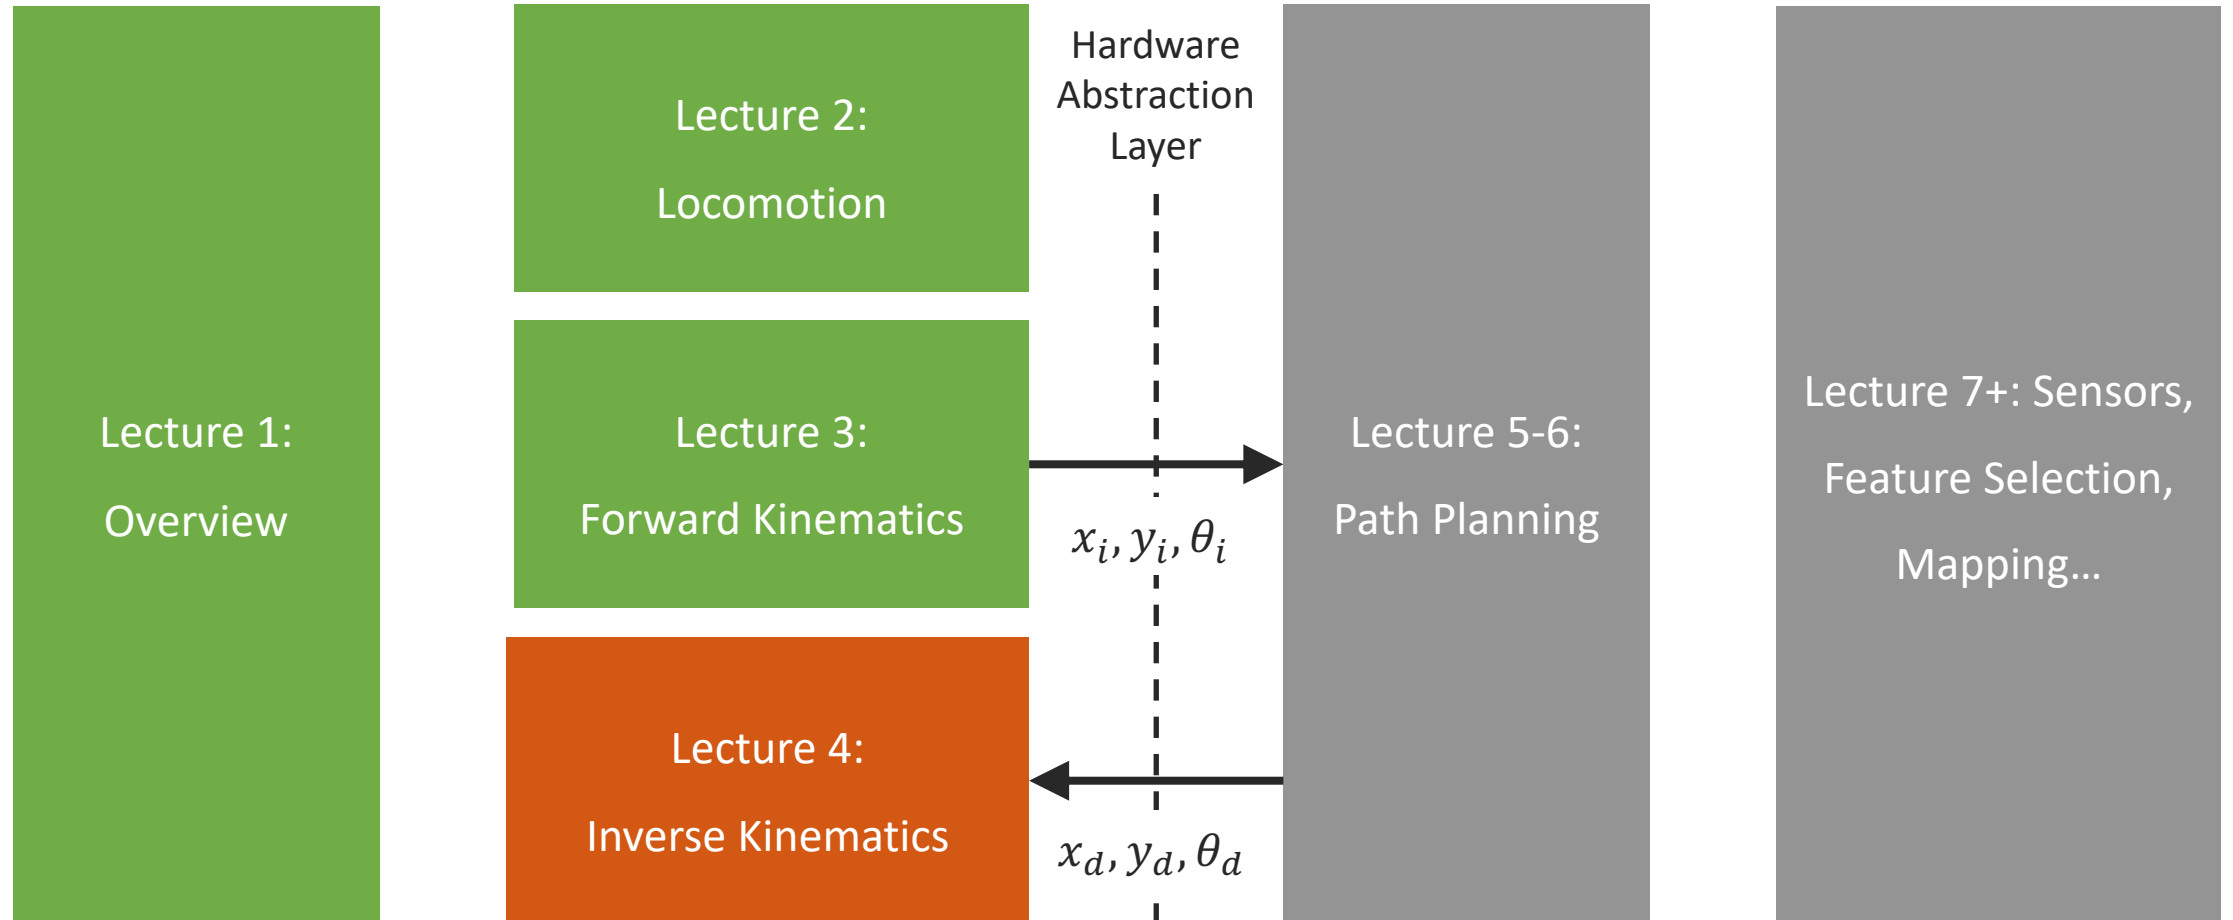 Lecture 1:
Overview
Lecture 2:
Locomotion
Lecture 3:
Forward Kinematics
Lecture 4:
Inverse Kinematics
Hardware
Abstraction
Layer
x_i, y_i, θ_i
x_d, y_d, θ_d
Lecture 5-6:
Path Planning
Lecture 7+: Sensors,
Feature Selection,
Mapping…